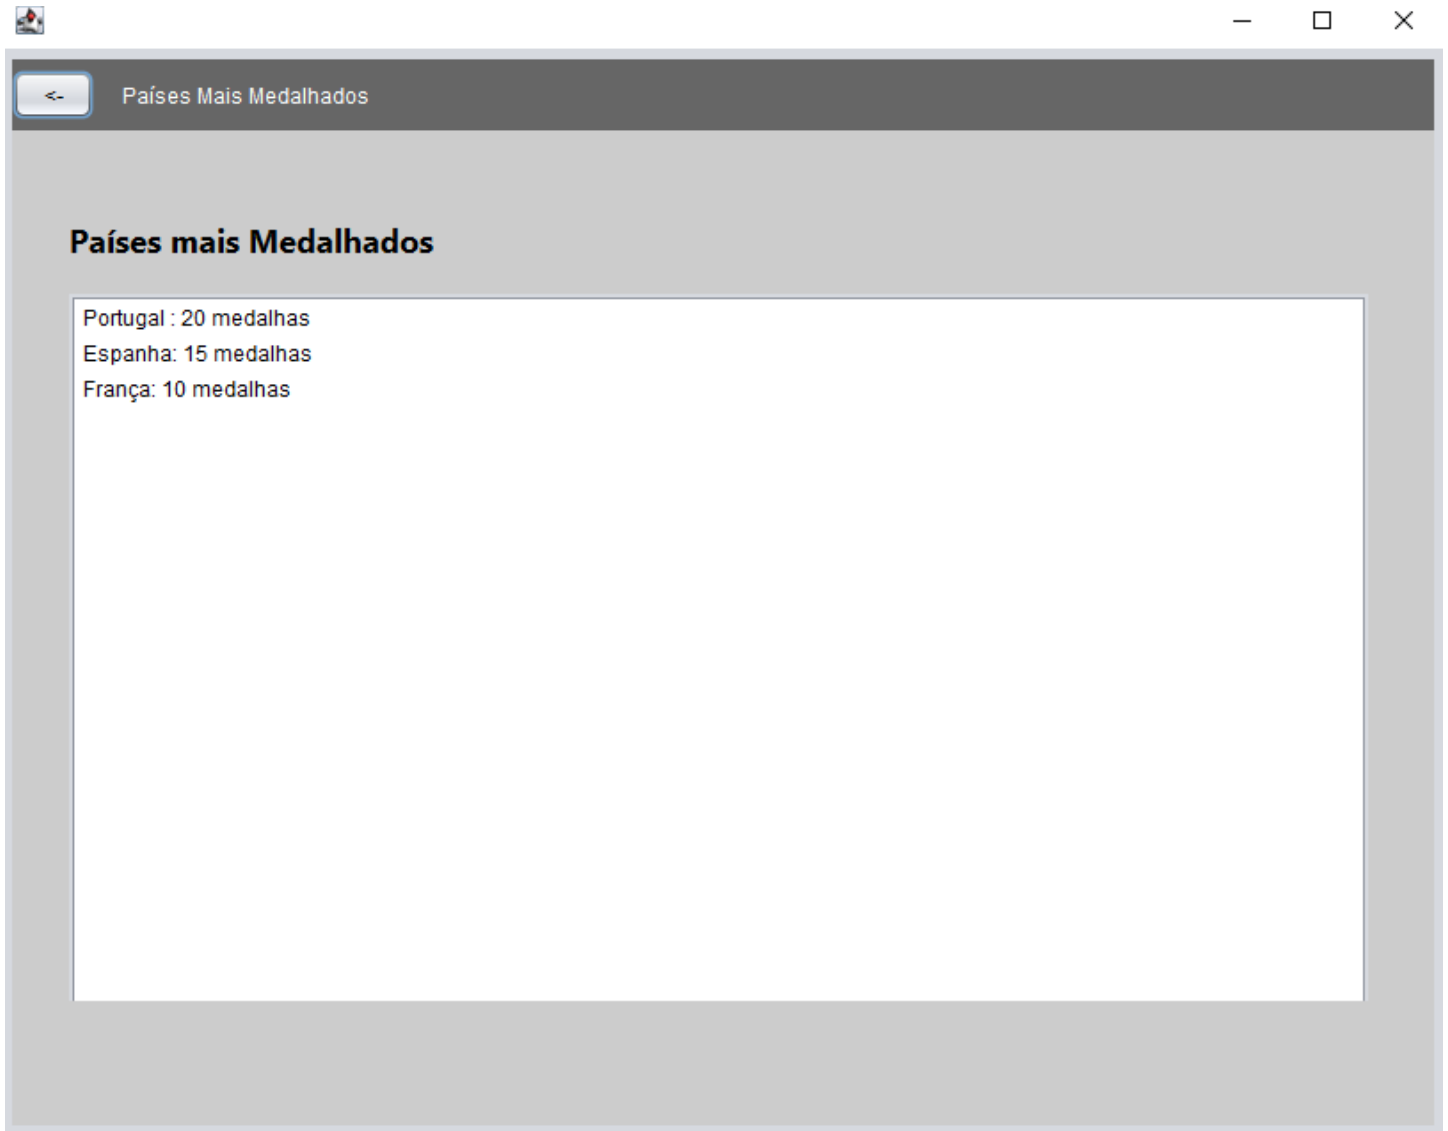 <- Países Mais Medalhados
Países mais Medalhados
Portugal : 20 medalhas
Espanha: 15 medalhas
França: 10 medalhas